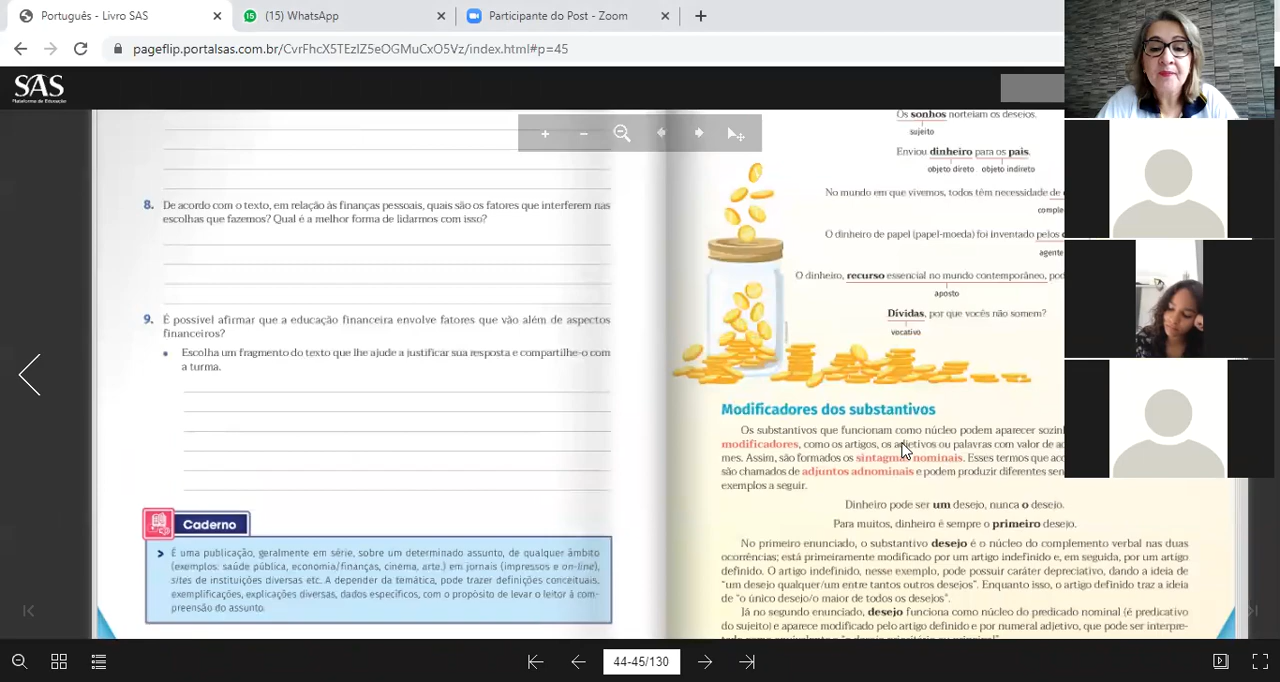 Português - Livro SAS
(15) WhatsApp
Participante do Post - Zoom
pageflip.portalsas.com.br/CvrFhcX5TEzIZ5eOGMuCxO5Vz/index.html#p=45
SAS
Plataforma de Educação
8. De acordo com o texto, em relação às finanças pessoais, quais são os fatores que interferem nas
escolhas que fazemos? Qual é a melhor forma de lidarmos com isso?
9. É possível afirmar que a educação financeira envolve fatores que vão além de aspectos
financeiros?
Escolha um fragmento do texto que lhe ajude a justificar sua resposta e compartilhe-o com
a turma.
Caderno
É uma publicação, geralmente em série, sobre um determinado assunto, de qualquer âmbito
(exemplos: saúde pública, economia/finanças, cinema, arte.) em jornais (impressos e on-line),
sites de instituições diversas etc. A depender da temática, pode trazer definições conceituais,
exemplificações, explicações diversas, dados específicos, com o propósito de levar o leitor à com-
preensão do assunto.
Os sonhos norteiam os desejos.
sujeito
Enviou dinheiro para os pais.
objeto direto objeto indireto
No mundo em que vivemos, todos têm necessidade de
comple
O dinheiro de papel (papel-moeda) foi inventado pelos
agente
O dinheiro, recurso essencial no mundo contemporâneo, pod
aposto
Dívidas, por que vocês não somem?
vocativo
Modificadores dos substantivos
Os substantivos que funcionam como núcleo podem aparecer sozin
modificadores, como os artigos, os adjetivos ou palavras com valor de ad
mes. Assim, são formados os sintagmas nominais. Esses termos que aco
são chamados de adjuntos adnominais e podem produzir diferentes sen
exemplos a seguir.
Dinheiro pode ser um desejo, nunca o desejo.
Para muitos, dinheiro é sempre o primeiro desejo.
No primeiro enunciado, o substantivo desejo é o núcleo do complemento verbal nas duas
ocorrências; está primeiramente modificado por um artigo indefinido e, em seguida, por um artigo
definido. O artigo indefinido, nesse exemplo, pode possuir caráter depreciativo, dando a ideia de
"um desejo qualquer/um entre tantos outros desejos". Enquanto isso, o artigo definido traz a ideia
de "o único desejo/o maior de todos os desejos".
Já no segundo enunciado, desejo funciona como núcleo do predicado nominal (é predicativo
do sujeito) e aparece modificado pelo artigo definido e por numeral adjetivo, que pode ser interpre-
44-45/130